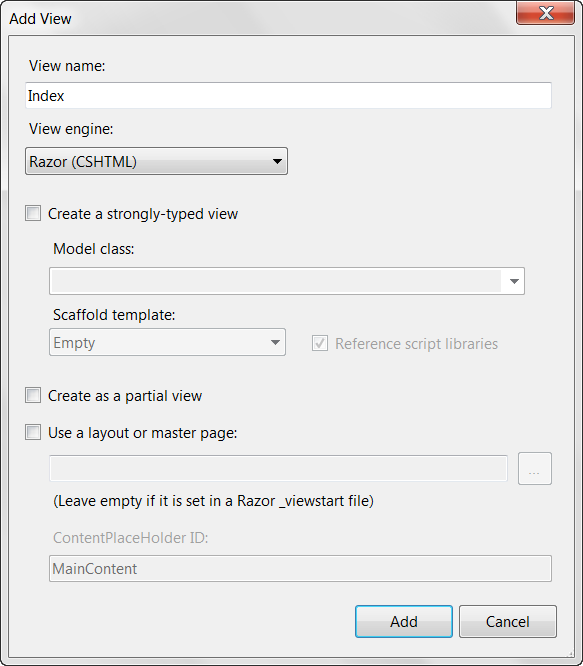 Add View
View name:
Index
View engine:
Razor (CSHTML)
Create a strongly-typed view
Model class:
Scaffold template:
Empty
Reference script libraries
Create as a partial view
Use a layout or master page:
...
(Leave empty if it is set in a Razor _viewstart file)
ContentPlaceHolder ID:
MainContent
Add Cancel